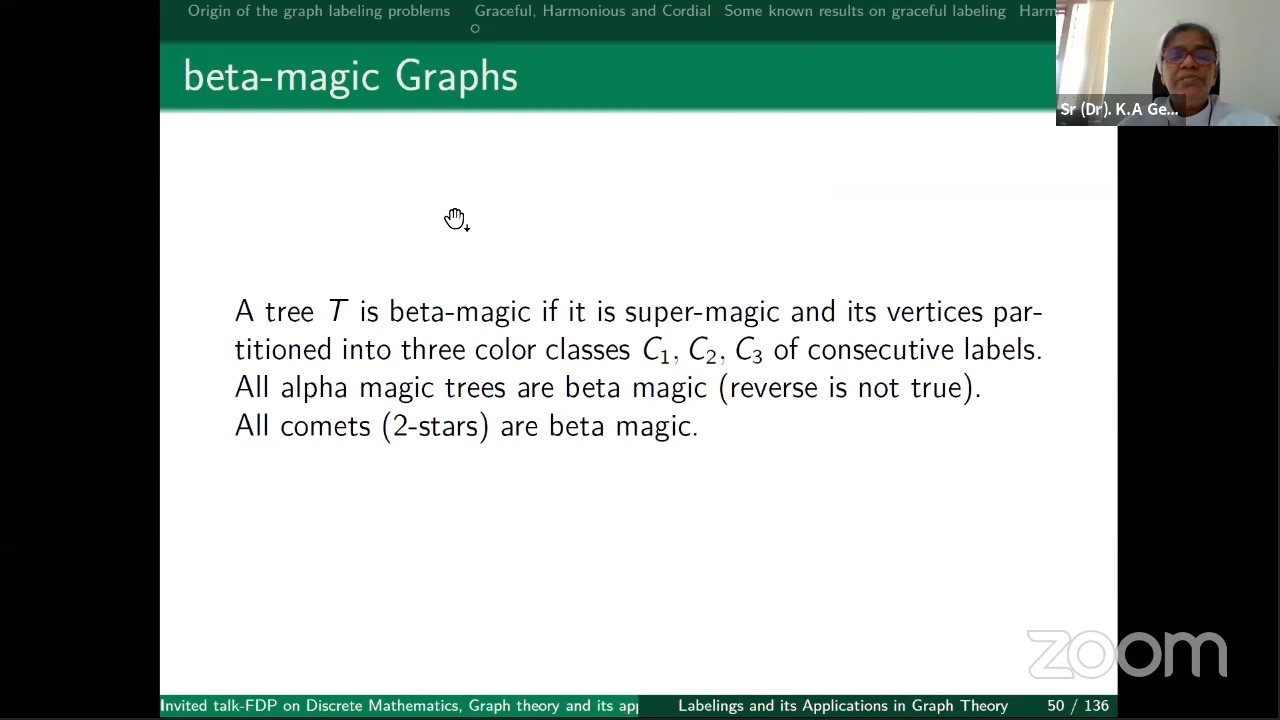 Origin of the graph labeling problems Graceful, Harmonious and Cordial Some known results on graceful labeling Harm
beta-magic Graphs
Sr (Dr). K.A Ge...
A tree T is beta-magic if it is super-magic and its vertices par-
titioned into three color classes C₁, C₂, C₃ of consecutive labels.
All alpha magic trees are beta magic (reverse is not true).
All comets (2-stars) are beta magic.
zoom
Invited talk-FDP on Discrete Mathematics, Graph theory and its app Labelings and its Applications in Graph Theory 50 / 136